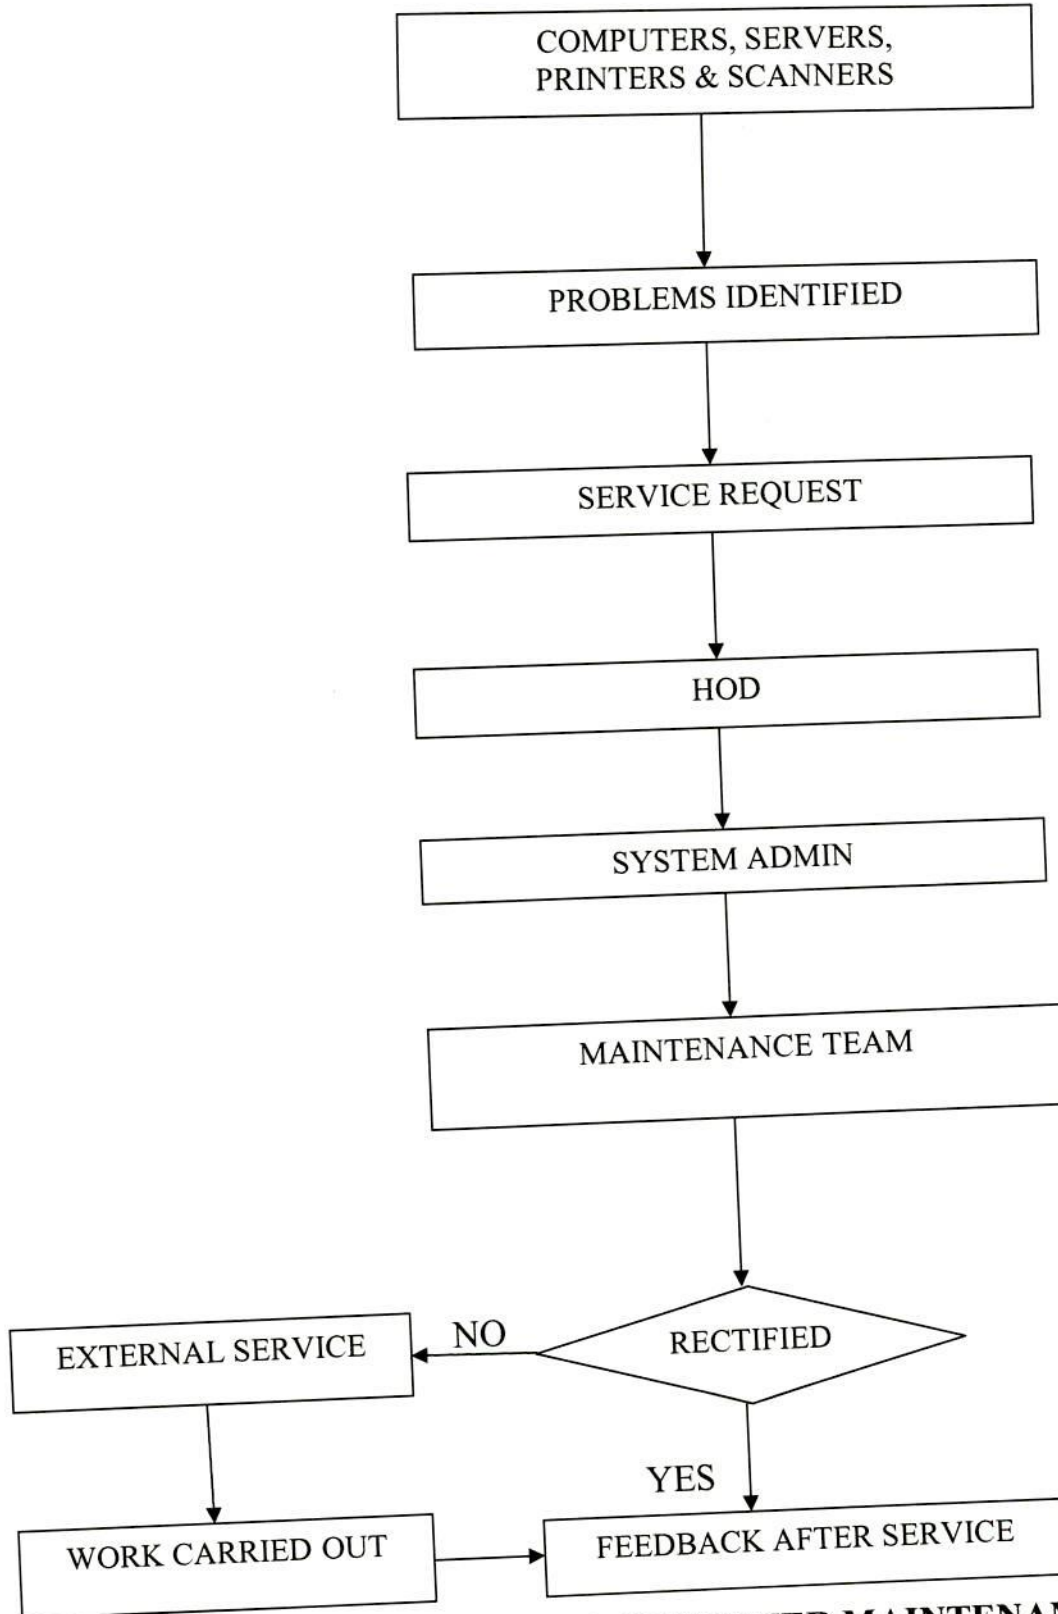 COMPUTERS, SERVERS,
PRINTERS & SCANNERS
PROBLEMS IDENTIFIED
SERVICE REQUEST
HOD
SYSTEM ADMIN
MAINTENANCE TEAM
RECTIFIED
NO
EXTERNAL SERVICE
YES
WORK CARRIED OUT
FEEDBACK AFTER SERVICE